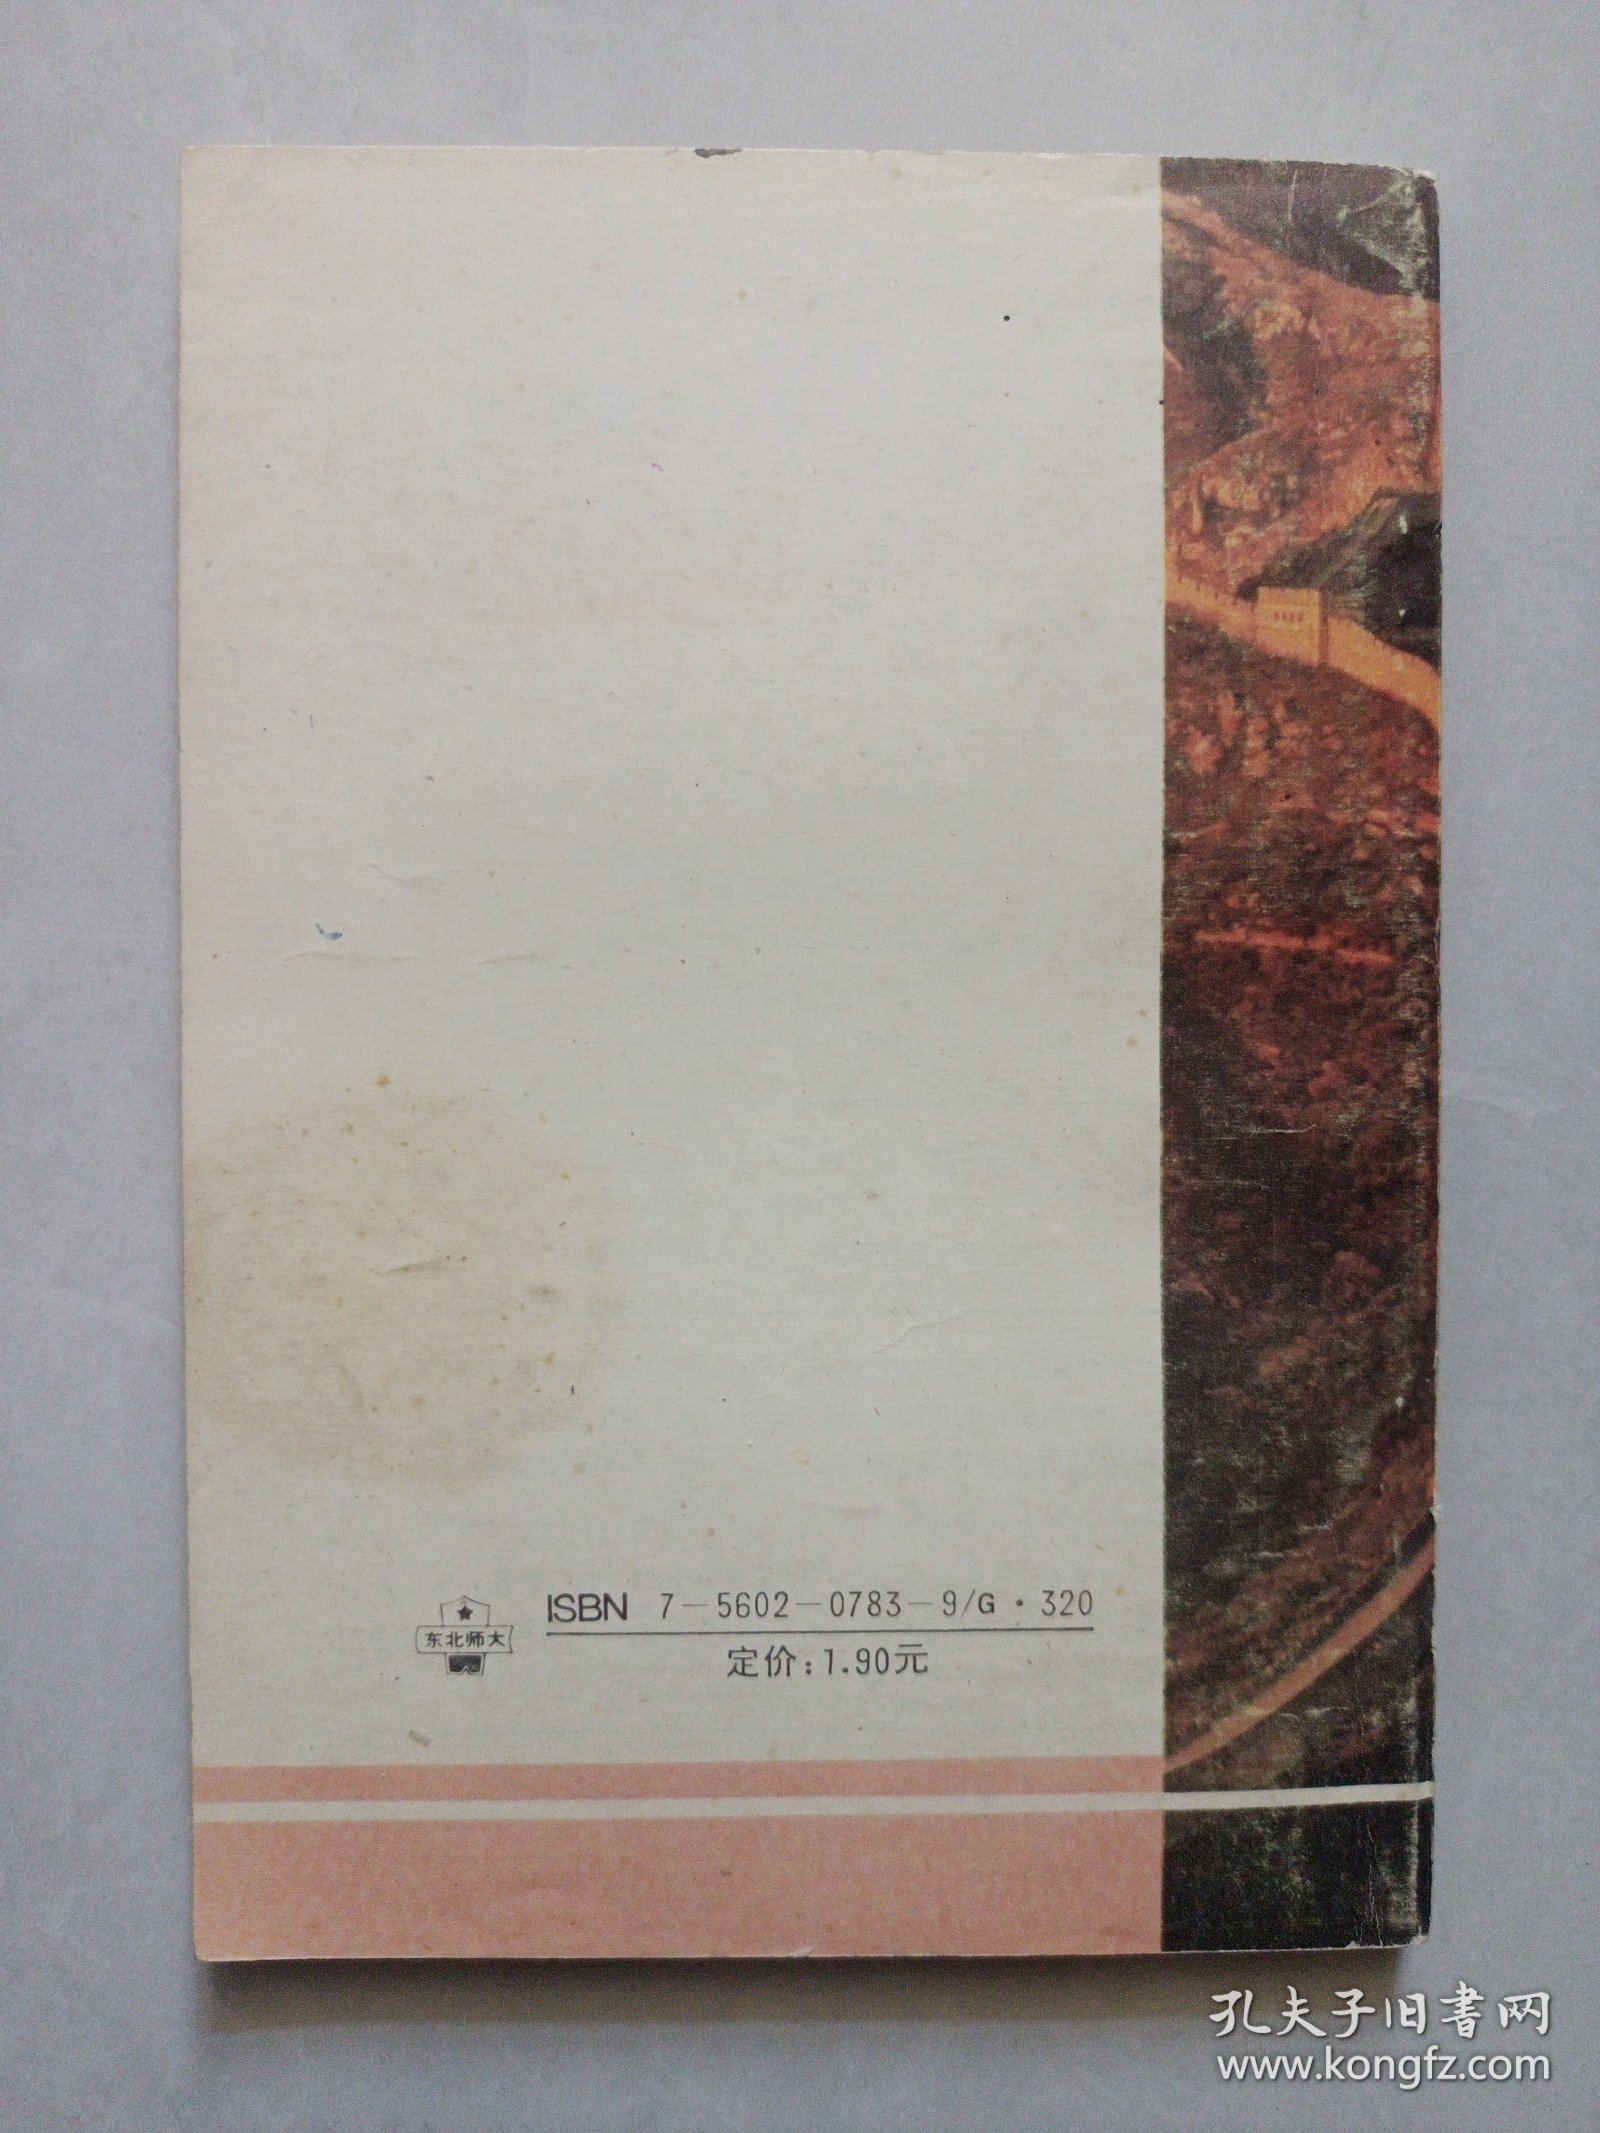 东北师大
ISBN 7-5602-0783-9/G·320
定价：1.90元
孔夫子旧书网
www.kongfz.com